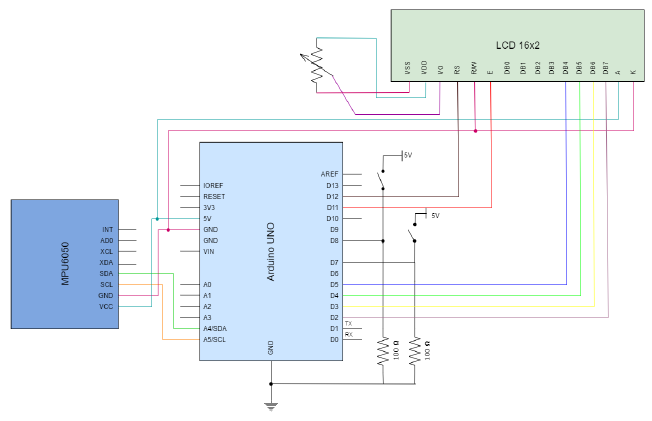 LCD 16x2
VSS
VDD
VO
RS
R/W
E
DB0
DB1
DB2
DB3
DB4
DB5
DB6
DB7
A
K
5V
5V
Arduino UNO
IOREF
RESET
3V3
5V
GND
GND
VIN
A0
A1
A2
A3
A4/SDA
A5/SCL
AREF
D13
D12
D11
D10
D9
D8
D7
D6
D5
D4
D3
D2
TX
D1
RX
D0
GND
MPU6050
INT
AD0
XCL
XDA
SDA
SCL
GND
VCC
100 Ω
100 Ω